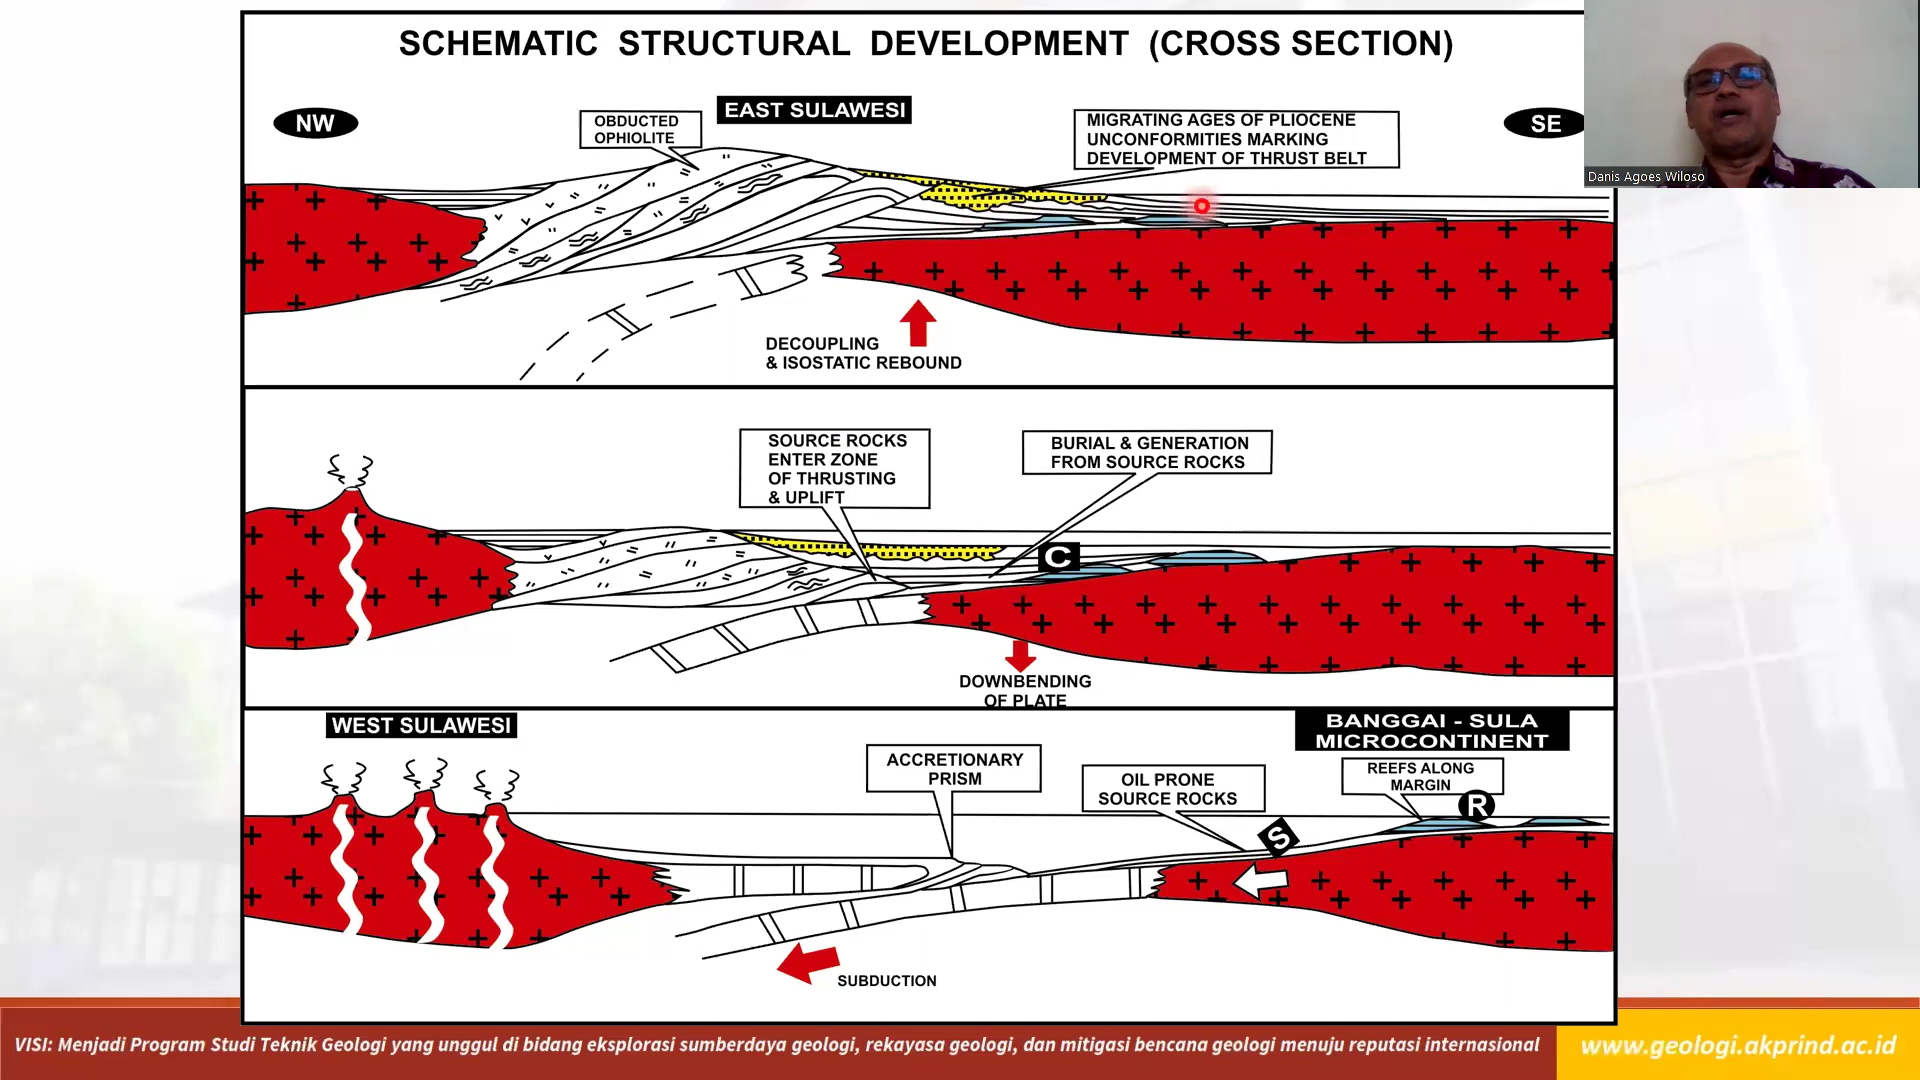 SCHEMATIC STRUCTURAL DEVELOPMENT (CROSS SECTION)
NW
OBDUCTED
OPHIOLITE
EAST SULAWESI
MIGRATING AGES OF PLIOCENE
UNCONFORMITIES MARKING
DEVELOPMENT OF THRUST BELT
SE
Danis Agoes Wiloso
DECOUPLING
& ISOSTATIC REBOUND
SOURCE ROCKS
ENTER ZONE
OF THRUSTING
& UPLIFT
BURIAL & GENERATION
FROM SOURCE ROCKS
C
DOWNBENDING
OF PLATE
WEST SULAWESI
BANGGAI - SULA
MICROCONTINENT
ACCRETIONARY
PRISM
OIL PRONE
SOURCE ROCKS
REEFS ALONG
MARGIN
R
S
SUBDUCTION
VISI: Menjadi Program Studi Teknik Geologi yang unggul di bidang eksplorasi sumberdaya geologi, rekayasa geologi, dan mitigasi bencana geologi menuju reputasi internasional
www.geologi.akprind.ac.id